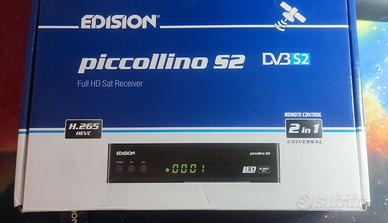 EDISION
piccollino S2
DVB S2
Full HD Sat Receiver
H.265
HEVC
EDISION
piccollino S2
0001
REMOTE CONTROL
2 in 1
UNIVERSAL
subito